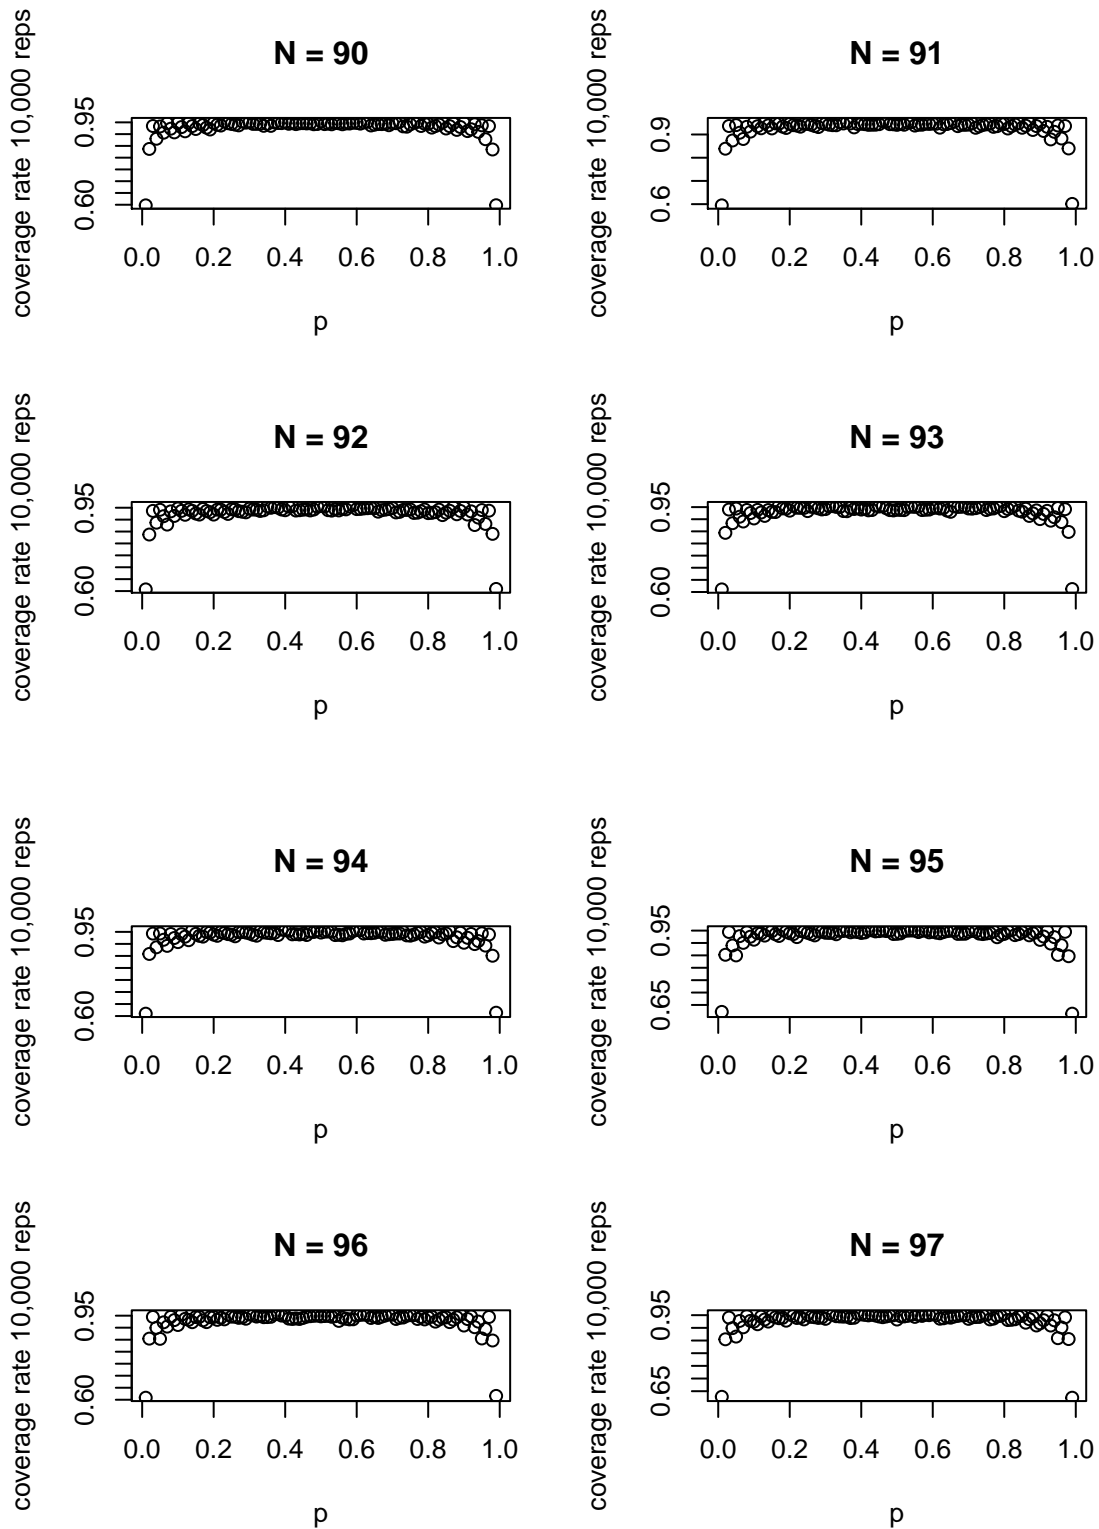 N = 90
coverage rate 10,000 reps
0.95
0.60
0.0 0.2 0.4 0.6 0.8 1.0
p
N = 91
coverage rate 10,000 reps
0.9
0.6
0.0 0.2 0.4 0.6 0.8 1.0
p
N = 92
coverage rate 10,000 reps
0.95
0.60
0.0 0.2 0.4 0.6 0.8 1.0
p
N = 93
coverage rate 10,000 reps
0.95
0.60
0.0 0.2 0.4 0.6 0.8 1.0
p
N = 94
coverage rate 10,000 reps
0.95
0.60
0.0 0.2 0.4 0.6 0.8 1.0
p
N = 95
coverage rate 10,000 reps
0.95
0.65
0.0 0.2 0.4 0.6 0.8 1.0
p
N = 96
coverage rate 10,000 reps
0.95
0.60
0.0 0.2 0.4 0.6 0.8 1.0
p
N = 97
coverage rate 10,000 reps
0.95
0.65
0.0 0.2 0.4 0.6 0.8 1.0
p